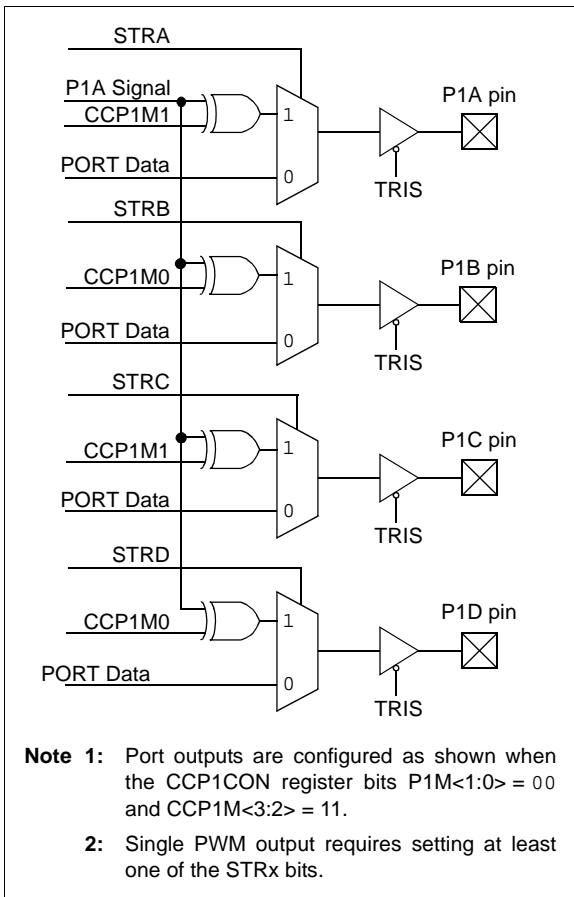 STRA
P1A Signal
CCP1M1
1
P1A pin
PORT Data
0
TRIS
STRB
CCP1M0
1
P1B pin
PORT Data
0
TRIS
STRC
CCP1M1
1
P1C pin
PORT Data
0
TRIS
STRD
CCP1M0
1
P1D pin
PORT Data
0
TRIS
Note 1: Port outputs are configured as shown when
the CCP1CON register bits P1M<1:0> = 00
and CCP1M<3:2> = 11.
2: Single PWM output requires setting at least
one of the STRx bits.